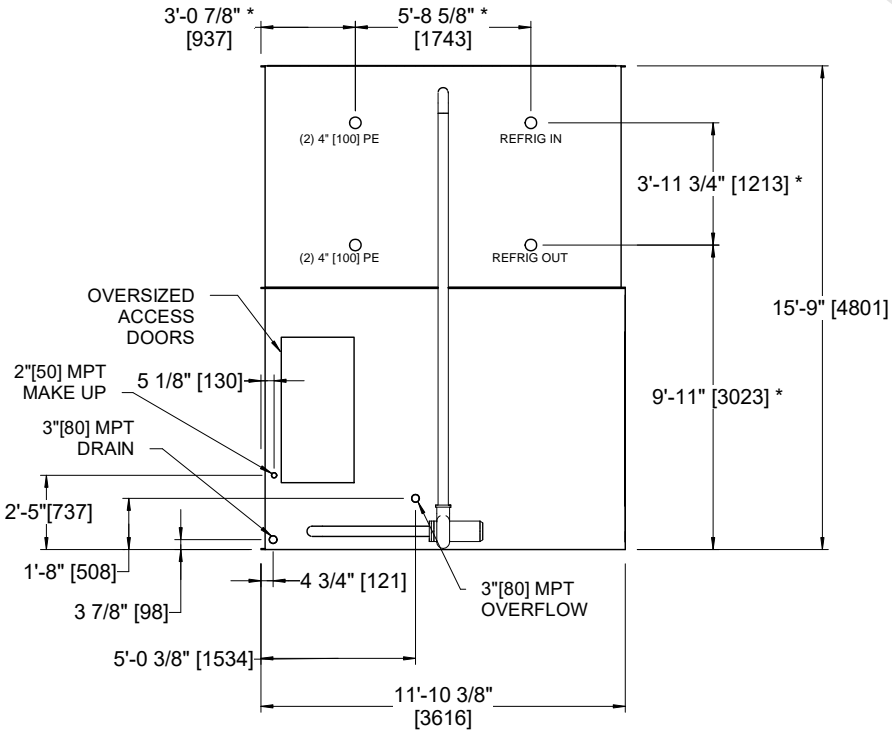 3'-0 7/8" *
[937]
5'-8 5/8" *
[1743]
(2) 4" [100] PE
REFRIG IN
3'-11 3/4" [1213] *
(2) 4" [100] PE
REFRIG OUT
OVERSIZED
ACCESS
DOORS
15'-9" [4801]
2"[50] MPT
MAKE UP
5 1/8" [130]
9'-11" [3023] *
3"[80] MPT
DRAIN
2'-5"[737]
1'-8" [508]
4 3/4" [121]
3"[80] MPT
OVERFLOW
3 7/8" [98]
5'-0 3/8" [1534]
11'-10 3/8"
[3616]